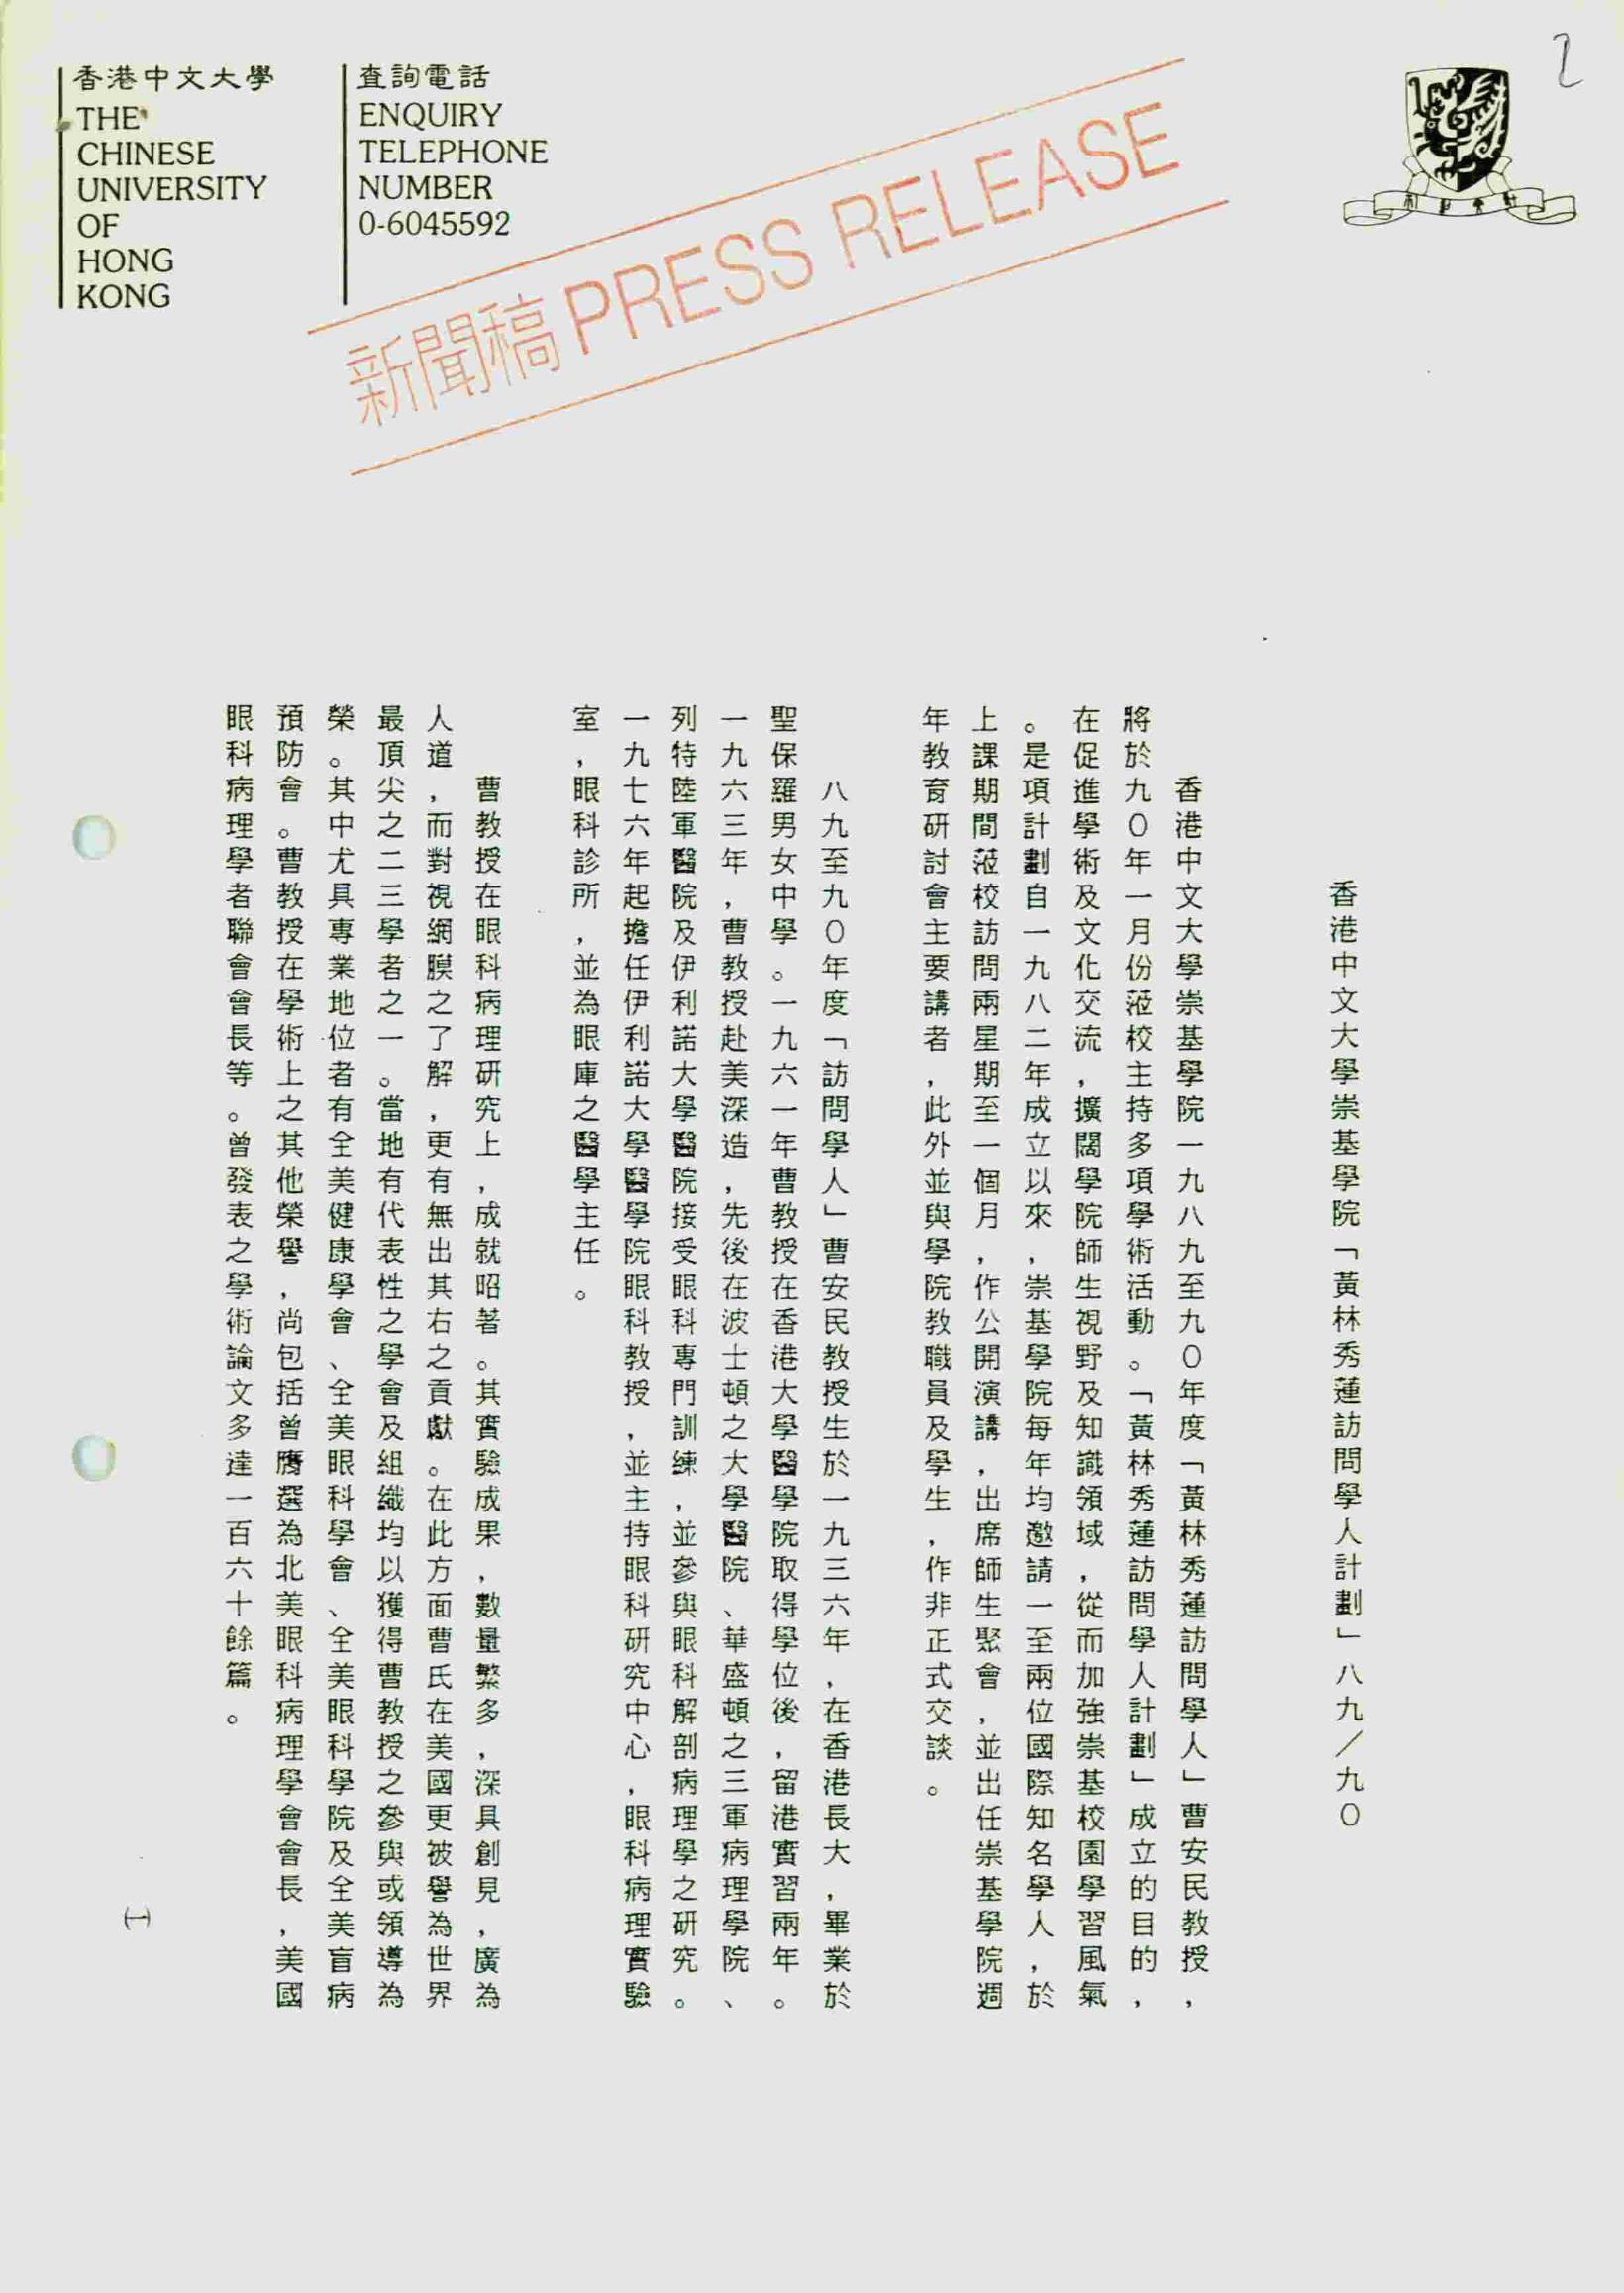 香港中文大學
THE
CHINESE
UNIVERSITY
OF
HONG
KONG
查詢電話
ENQUIRY
TELEPHONE
NUMBER
0-6045592
新聞稿 PRESS RELEASE
2
香港中文大學崇基學院「黃林秀蓮訪問學人計劃」八九／九０
香港中文大學崇基學院一九八九至九０年度「黃林秀蓮訪問學人」曹安民教授，
將於九０年一月份蒞校主持多項學術活動。「黃林秀蓮訪問學人計劃」成立的目的，
在促進學術及文化交流，擴闊學院師生視野及知識領域，從而加強崇基校園學習風氣
。是項計劃自一九八二年成立以來，崇基學院每年均邀請一至兩位國際知名學人，於
上課期間蒞校訪問兩星期至一個月，作公開演講，出席師生聚會，並出任崇基學院週
年教育研討會主要講者，此外並與學院教職員及學生，作非正式交談。
八九至九０年度「訪問學人」曹安民教授生於一九三六年，在香港長大，畢業於
聖保羅男女中學。一九六一年曹教授在香港大學醫學院取得學位後，留港實習兩年。
一九六三年，曹教授赴美深造，先後在波士頓之大學醫院、華盛頓之三軍病理學院、
列特陸軍醫院及伊利諾大學醫院接受眼科專門訓練，並參與眼科解剖病理學之研究。
一九七六年起擔任伊利諾大學醫學院眼科教授，並主持眼科研究中心，眼科病理實驗
室，眼科診所，並為眼庫之醫學主任。
曹教授在眼科病理研究上，成就昭著。其實驗成果，數量繁多，深具創見，廣為
人道，而對視網膜之了解，更有無出其右之貢獻。在此方面曹氏在美國更被譽為世界
最頂尖之二三學者之一。當地有代表性之學會及組織均以獲得曹教授之參與或領導為
榮。其中尤具專業地位者有全美健康學會、全美眼科學會、全美眼科學院及全美盲病
預防會。曹教授在學術上之其他榮譽，尚包括曾膺選為北美眼科病理學會會長，美國
眼科病理學者聯會會長等。曾發表之學術論文多達一百六十餘篇。
㈠